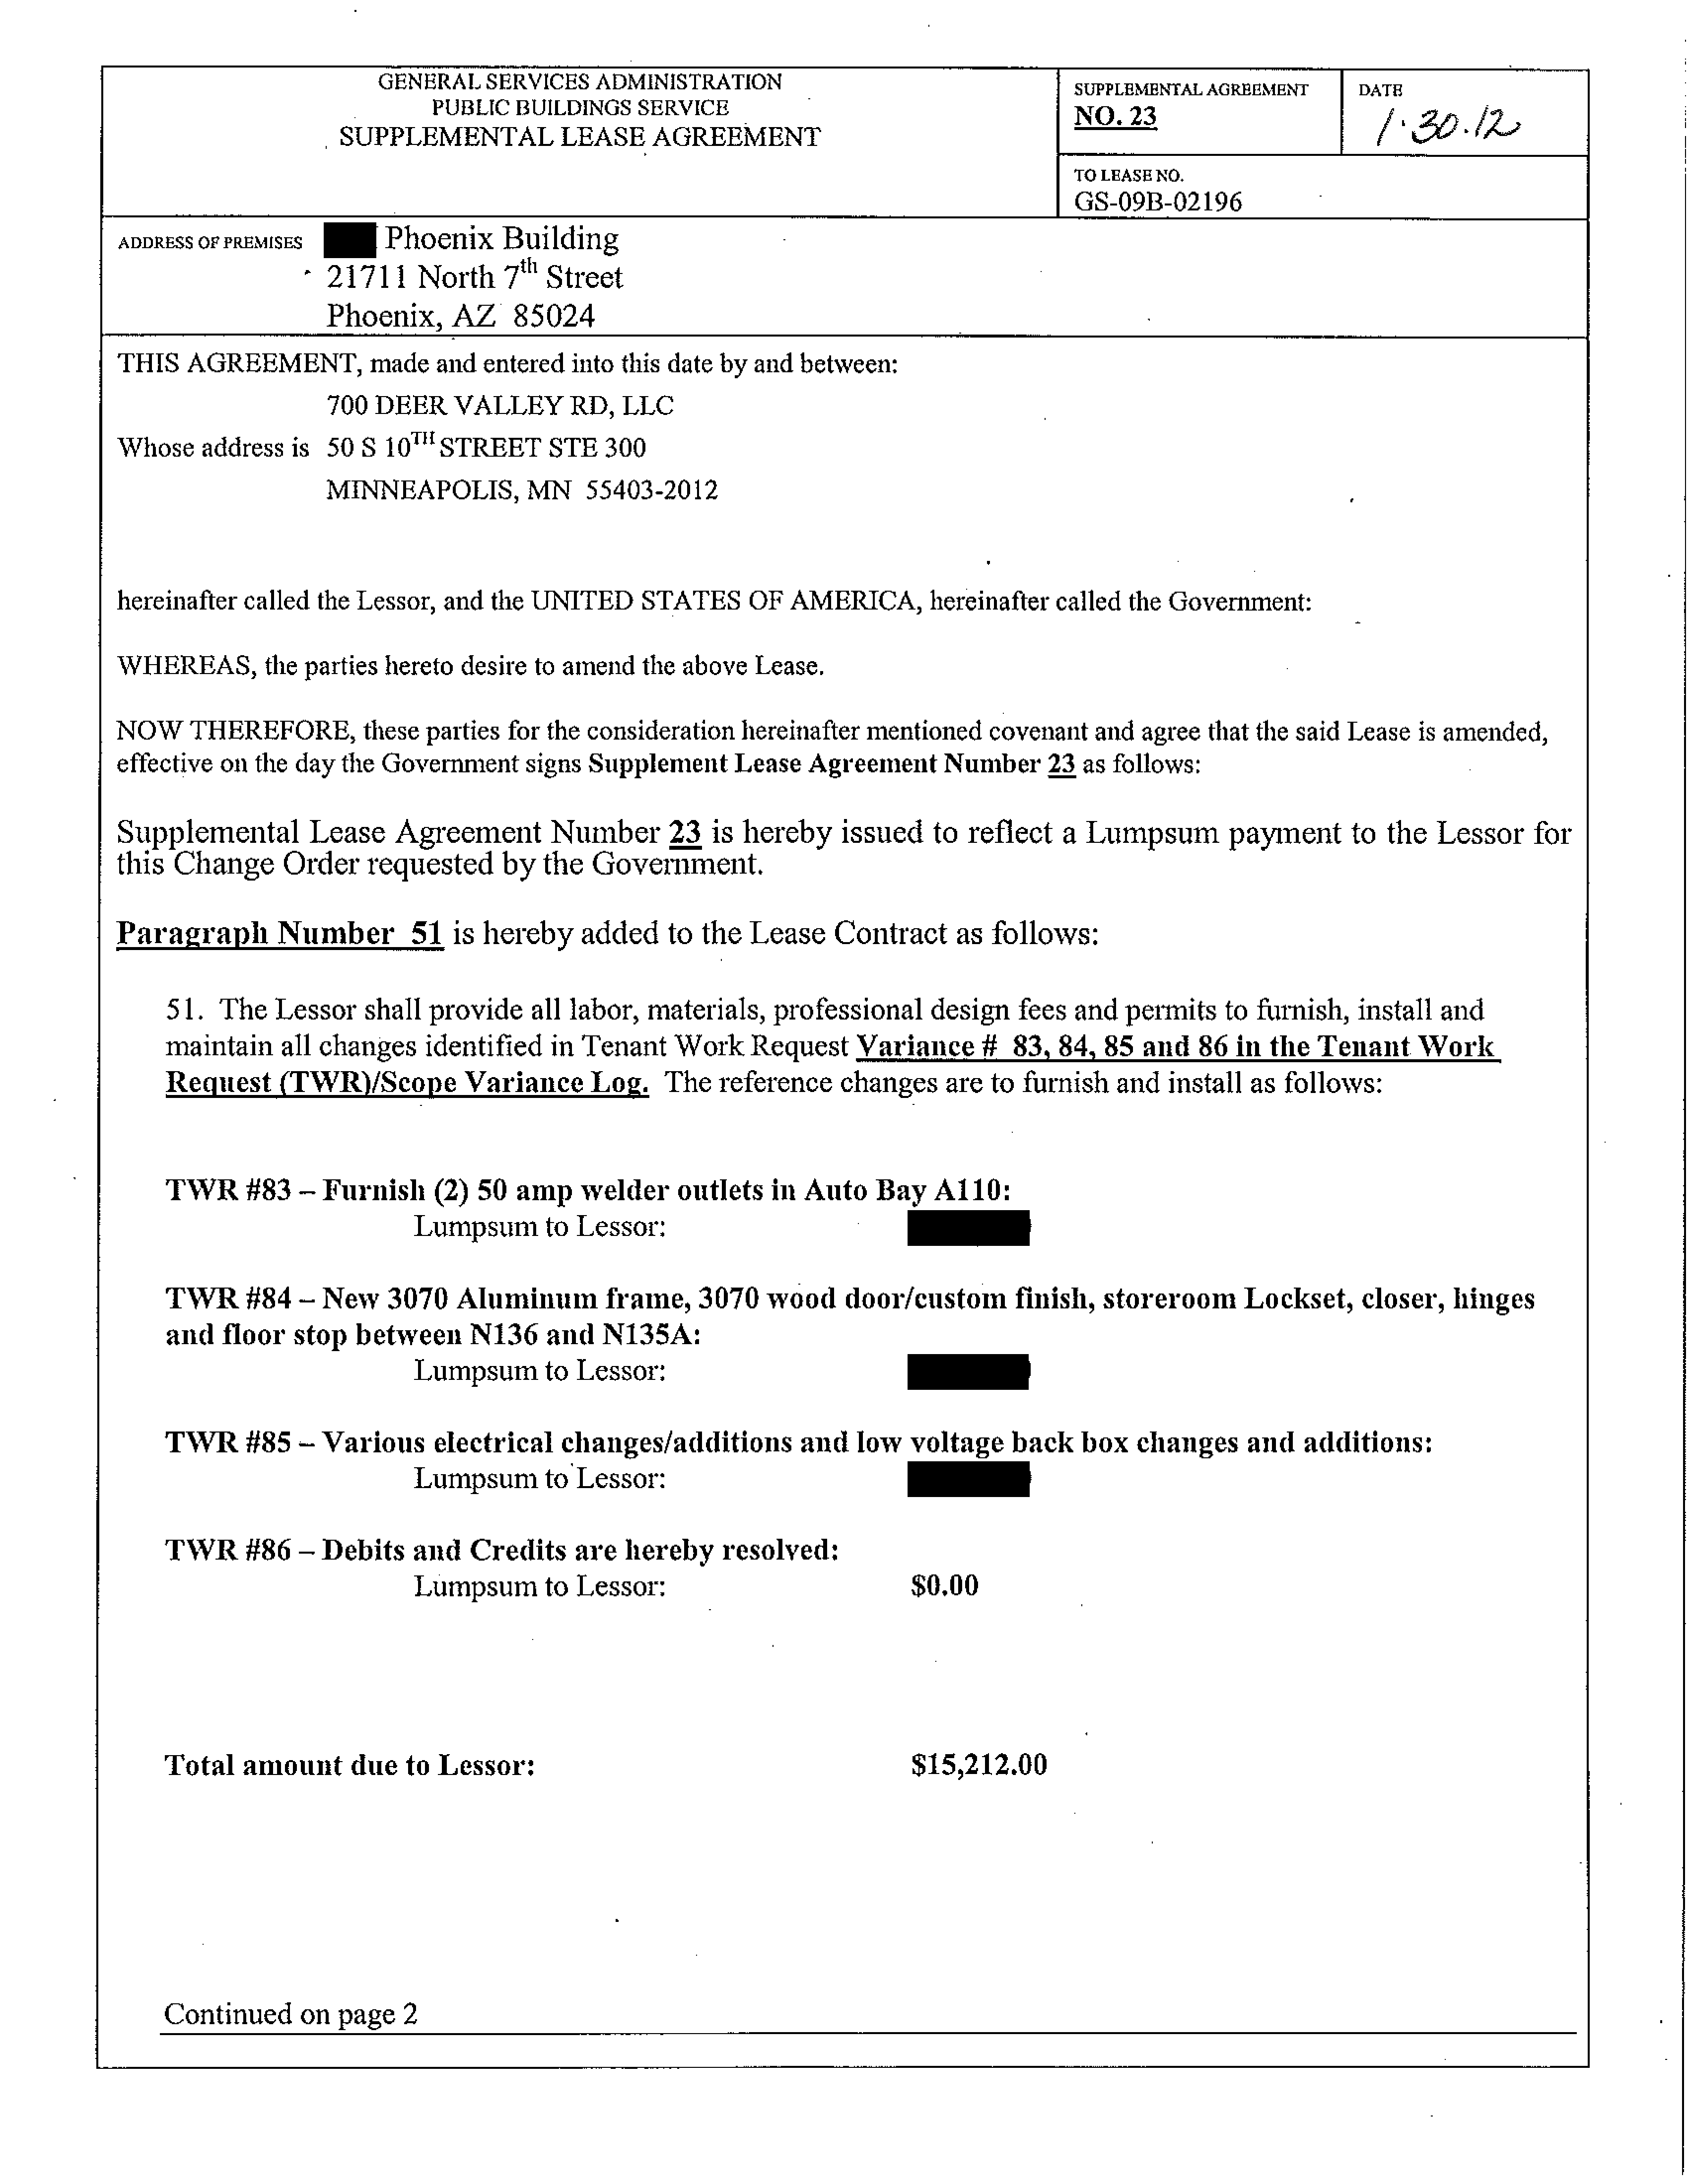 GENERAL SERVICES ADMINISTRATION
PUBLIC BUILDINGS SERVICE
SUPPLEMENTAL LEASE AGREEMENT
SUPPLEMENTAL AGREEMENT
NO. 23
DATE
1.30.12
TO LEASE NO.
GS-09B-02196
ADDRESS OF PREMISES
Phoenix Building
21711 North 7th Street
Phoenix, AZ 85024
THIS AGREEMENT, made and entered into this date by and between:
700 DEER VALLEY RD, LLC
Whose address is 50 S 10TH STREET STE 300
MINNEAPOLIS, MN 55403-2012
hereinafter called the Lessor, and the UNITED STATES OF AMERICA, hereinafter called the Government:
WHEREAS, the parties hereto desire to amend the above Lease.
NOW THEREFORE, these parties for the consideration hereinafter mentioned covenant and agree that the said Lease is amended,
effective on the day the Government signs Supplement Lease Agreement Number 23 as follows:
Supplemental Lease Agreement Number 23 is hereby issued to reflect a Lumpsum payment to the Lessor for
this Change Order requested by the Government.
Paragraph Number 51 is hereby added to the Lease Contract as follows:
51. The Lessor shall provide all labor, materials, professional design fees and permits to furnish, install and
maintain all changes identified in Tenant Work Request Variance # 83, 84, 85 and 86 in the Tenant Work
Request (TWR)/Scope Variance Log. The reference changes are to furnish and install as follows:
TWR #83 – Furnish (2) 50 amp welder outlets in Auto Bay A110:
Lumpsum to Lessor:
TWR #84 – New 3070 Aluminum frame, 3070 wood door/custom finish, storeroom Lockset, closer, hinges
and floor stop between N136 and N135A:
Lumpsum to Lessor:
TWR #85 – Various electrical changes/additions and low voltage back box changes and additions:
Lumpsum to Lessor:
TWR #86 – Debits and Credits are hereby resolved:
Lumpsum to Lessor: $0.00
Total amount due to Lessor: $15,212.00
Continued on page 2